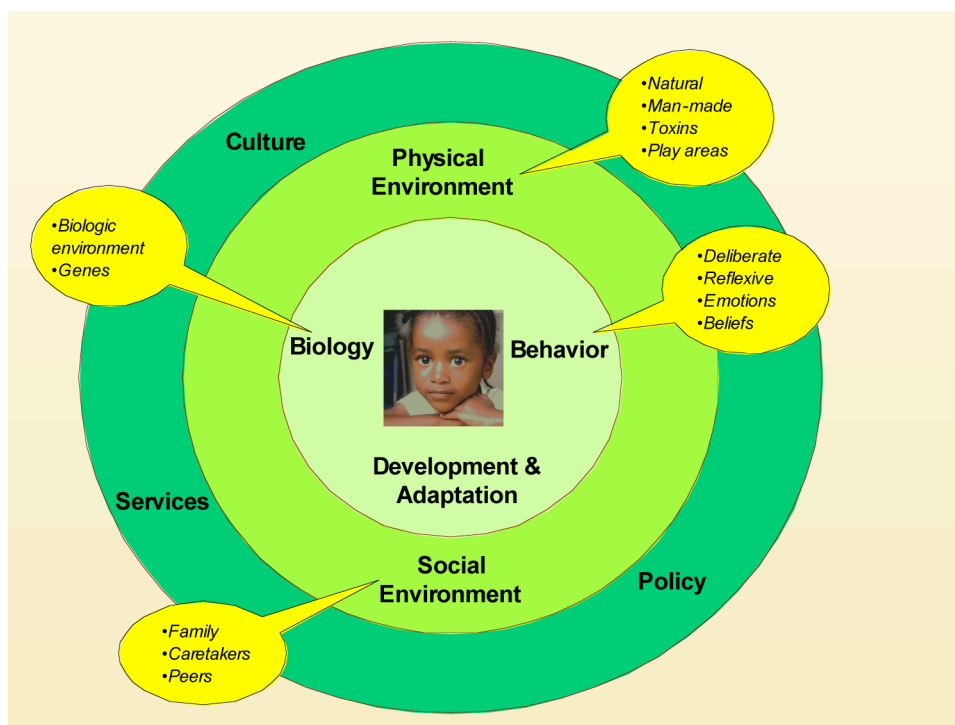 •Natural
•Man-made
•Toxins
•Play areas
Culture
Physical
Environment
•Biologic
environment
•Genes
•Deliberate
•Reflexive
•Emotions
•Beliefs
Biology
Behavior
Development &
Adaptation
Services
Social
Environment
Policy
•Family
•Caretakers
•Peers